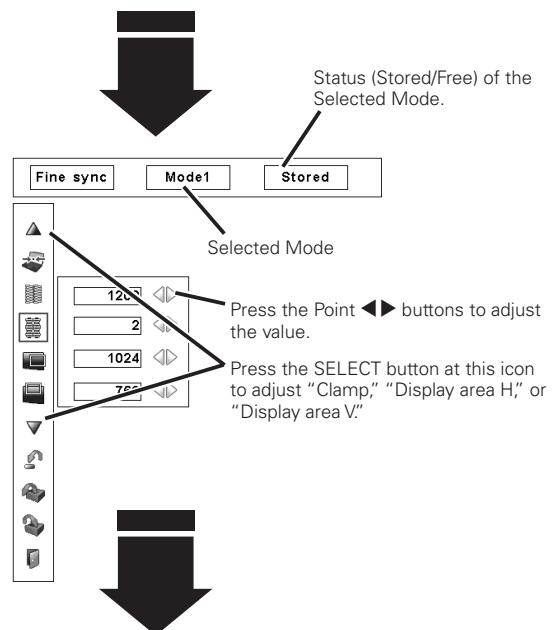 Status (Stored/Free) of the
Selected Mode.
Fine sync
Mode1
Stored
Selected Mode
2
1024
Press the Point ◀▶ buttons to adjust
the value.
Press the SELECT button at this icon
to adjust “Clamp,” “Display area H,” or
“Display area V.”